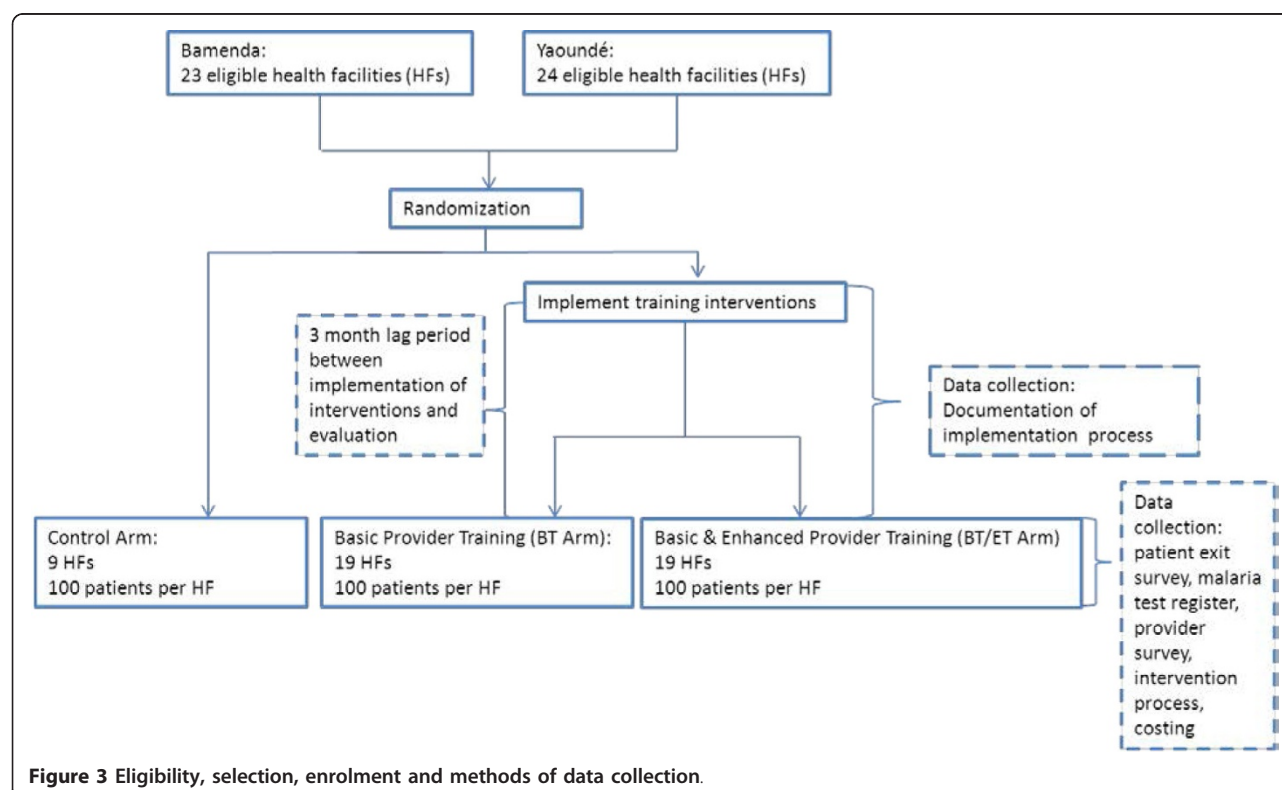 Bamenda:
23 eligible health facilities (HFs)
Yaoundé:
24 eligible health facilities (HFs)
Randomization
Implement training interventions
3 month lag period
between
implementation of
interventions and
evaluation
Data collection:
Documentation of
implementation process
Control Arm:
9 HFs
100 patients per HF
Basic Provider Training (BT Arm):
19 HFs
100 patients per HF
Basic & Enhanced Provider Training (BT/ET Arm)
19 HFs
100 patients per HF
Data
collection:
patient exit
survey, malaria
test register,
provider
survey,
intervention
process,
costing
Figure 3 Eligibility, selection, enrolment and methods of data collection.